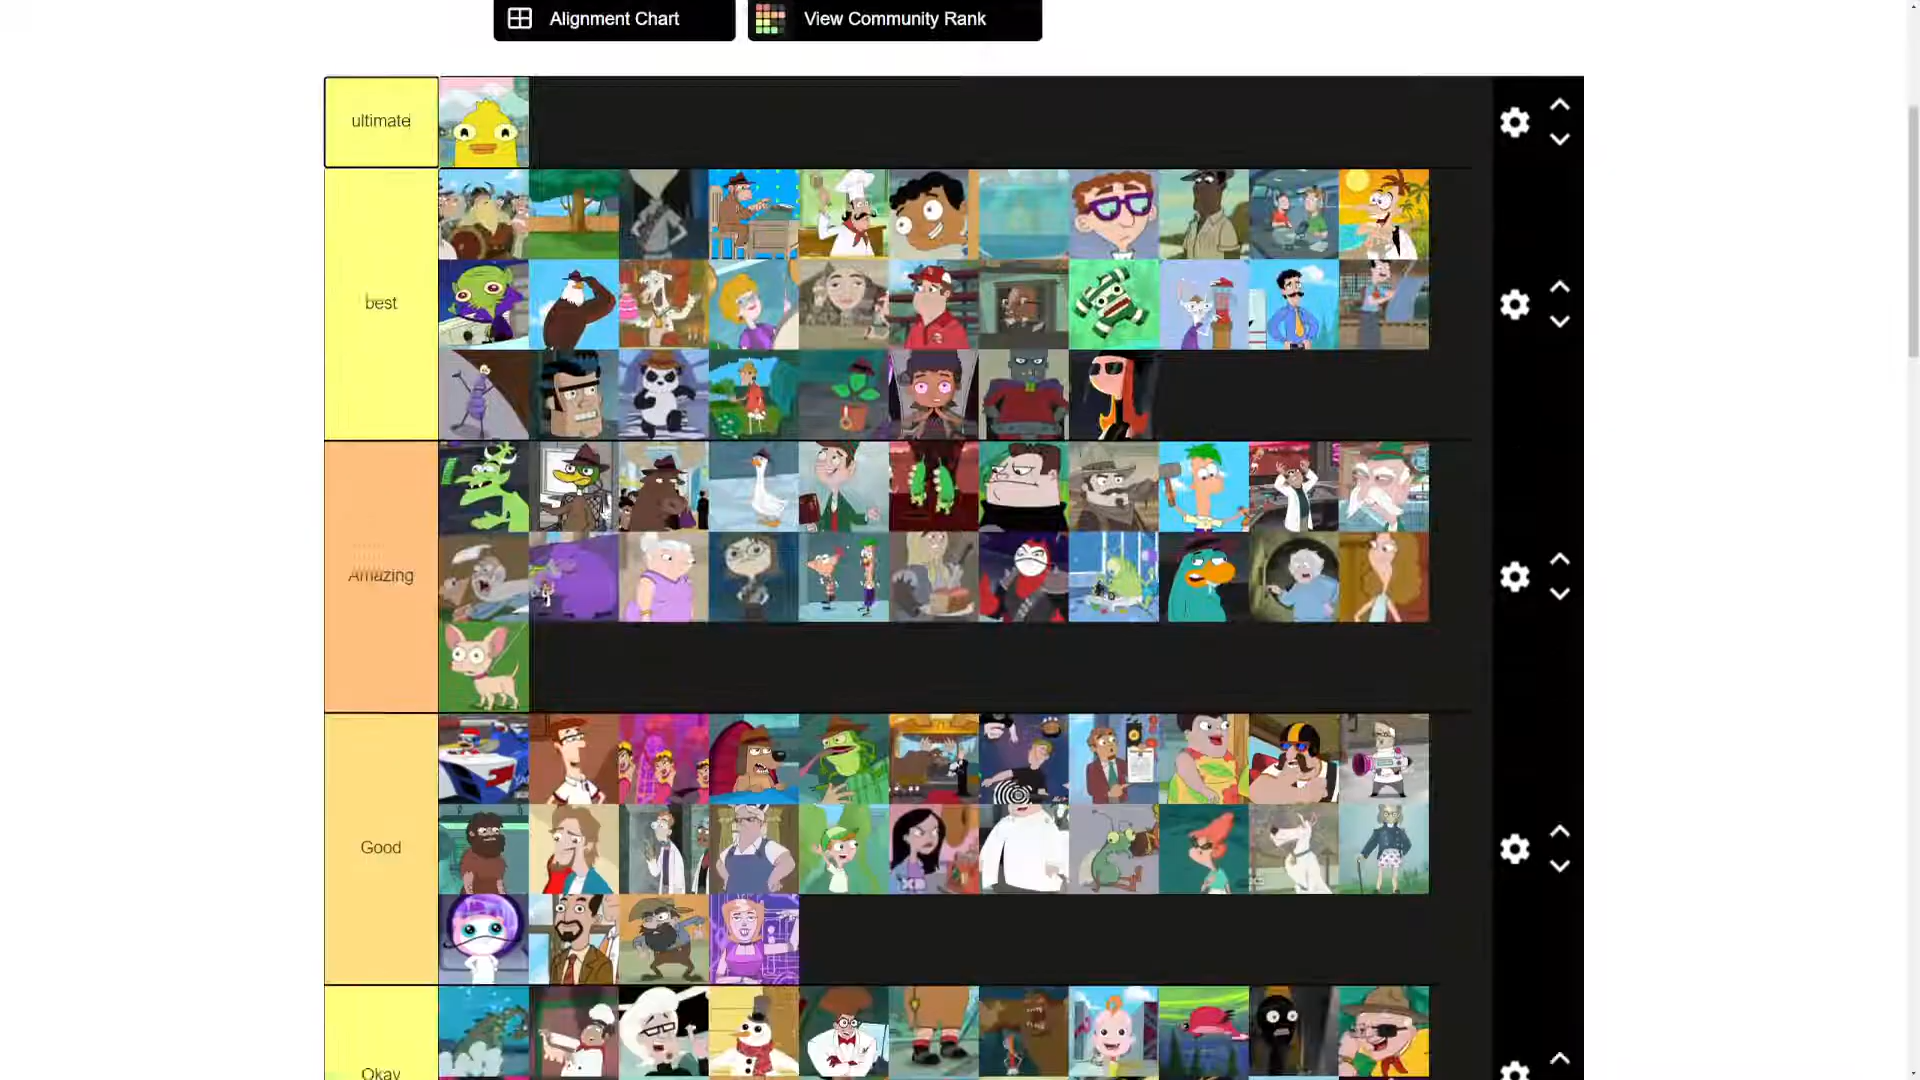 Alignment Chart
View Community Rank
ultimate
best
Amazing
Good
Okay